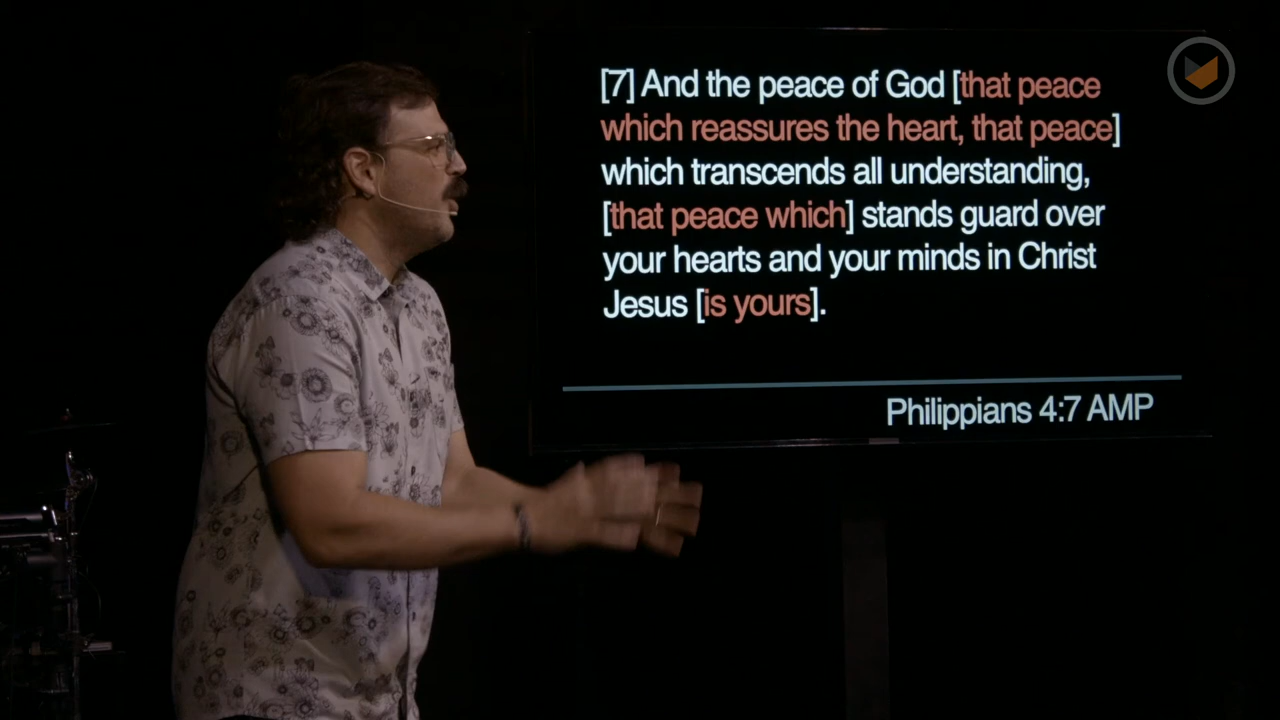 [7] And the peace of God [that peace
which reassures the heart, that peace]
which transcends all understanding,
[that peace which] stands guard over
your hearts and your minds in Christ
Jesus [is yours].
Philippians 4:7 AMP